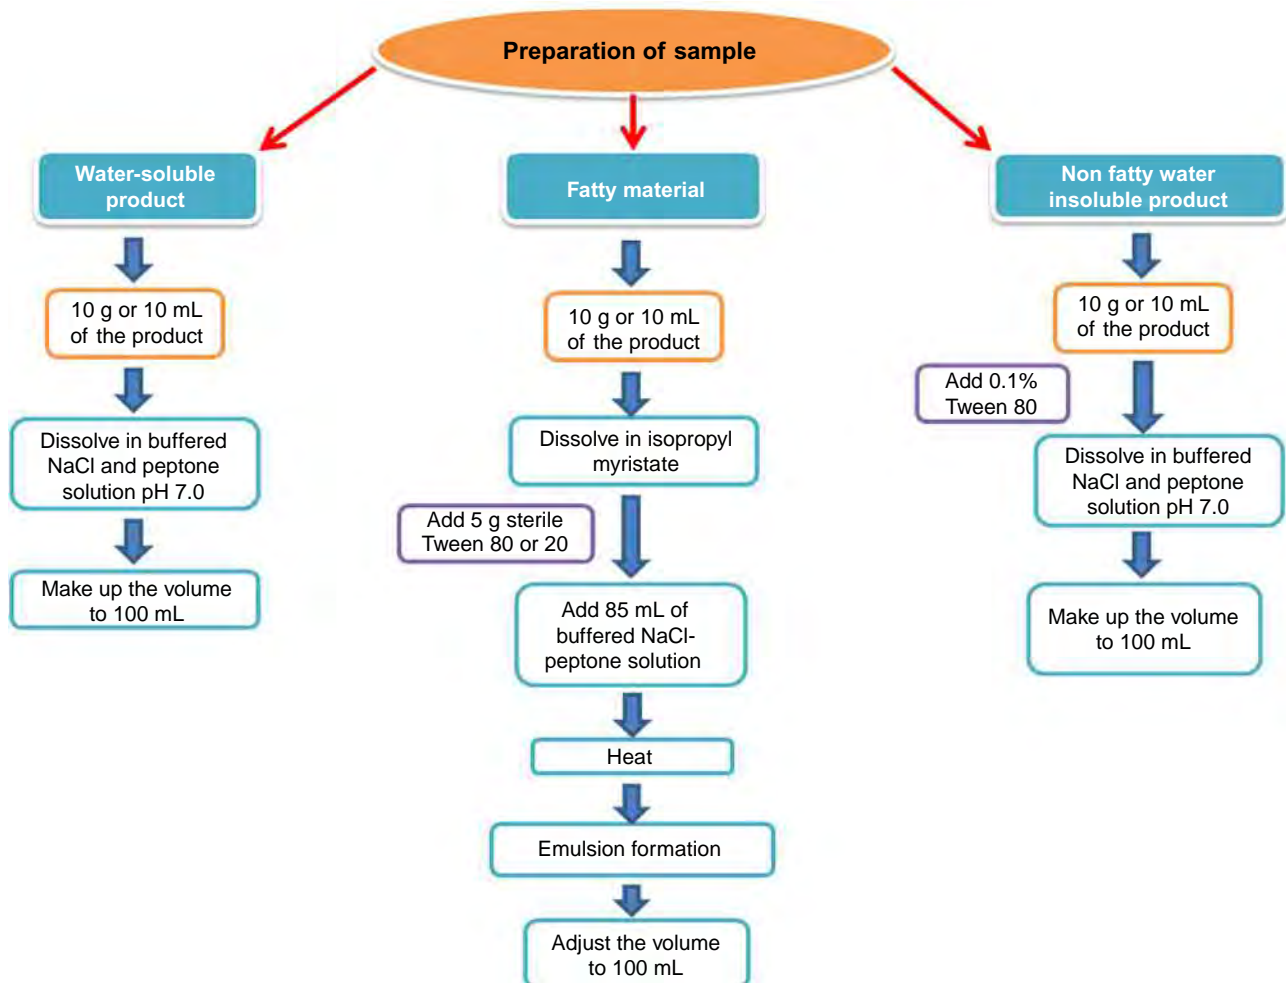 Preparation of sample
Water-soluble
product
10 g or 10 mL
of the product
Dissolve in buffered
NaCl and peptone
solution pH 7.0
Make up the volume
to 100 mL
Fatty material
10 g or 10 mL
of the product
Dissolve in isopropyl
myristate
Add 5 g sterile
Tween 80 or 20
Add 85 mL of
buffered NaCl-
peptone solution
Heat
Emulsion formation
Adjust the volume
to 100 mL
Non fatty water
insoluble product
10 g or 10 mL
of the product
Add 0.1%
Tween 80
Dissolve in buffered
NaCl and peptone
solution pH 7.0
Make up the volume
to 100 mL